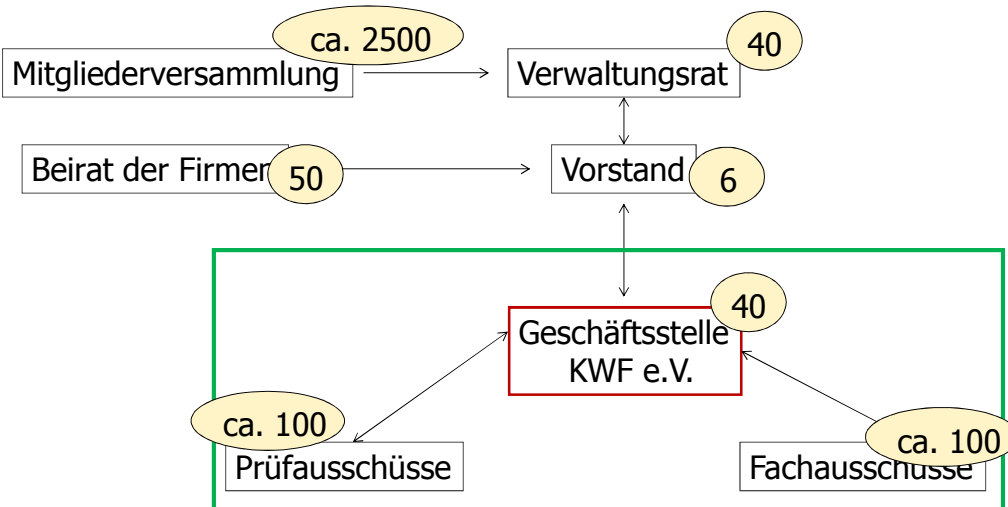 ca. 2500
40
Mitgliederversammlung
Verwaltungsrat
Beirat der Firmen
50
Vorstand
6
40
Geschäftsstelle
KWF e.V.
ca. 100
ca. 100
Prüfausschüsse
Fachausschüsse